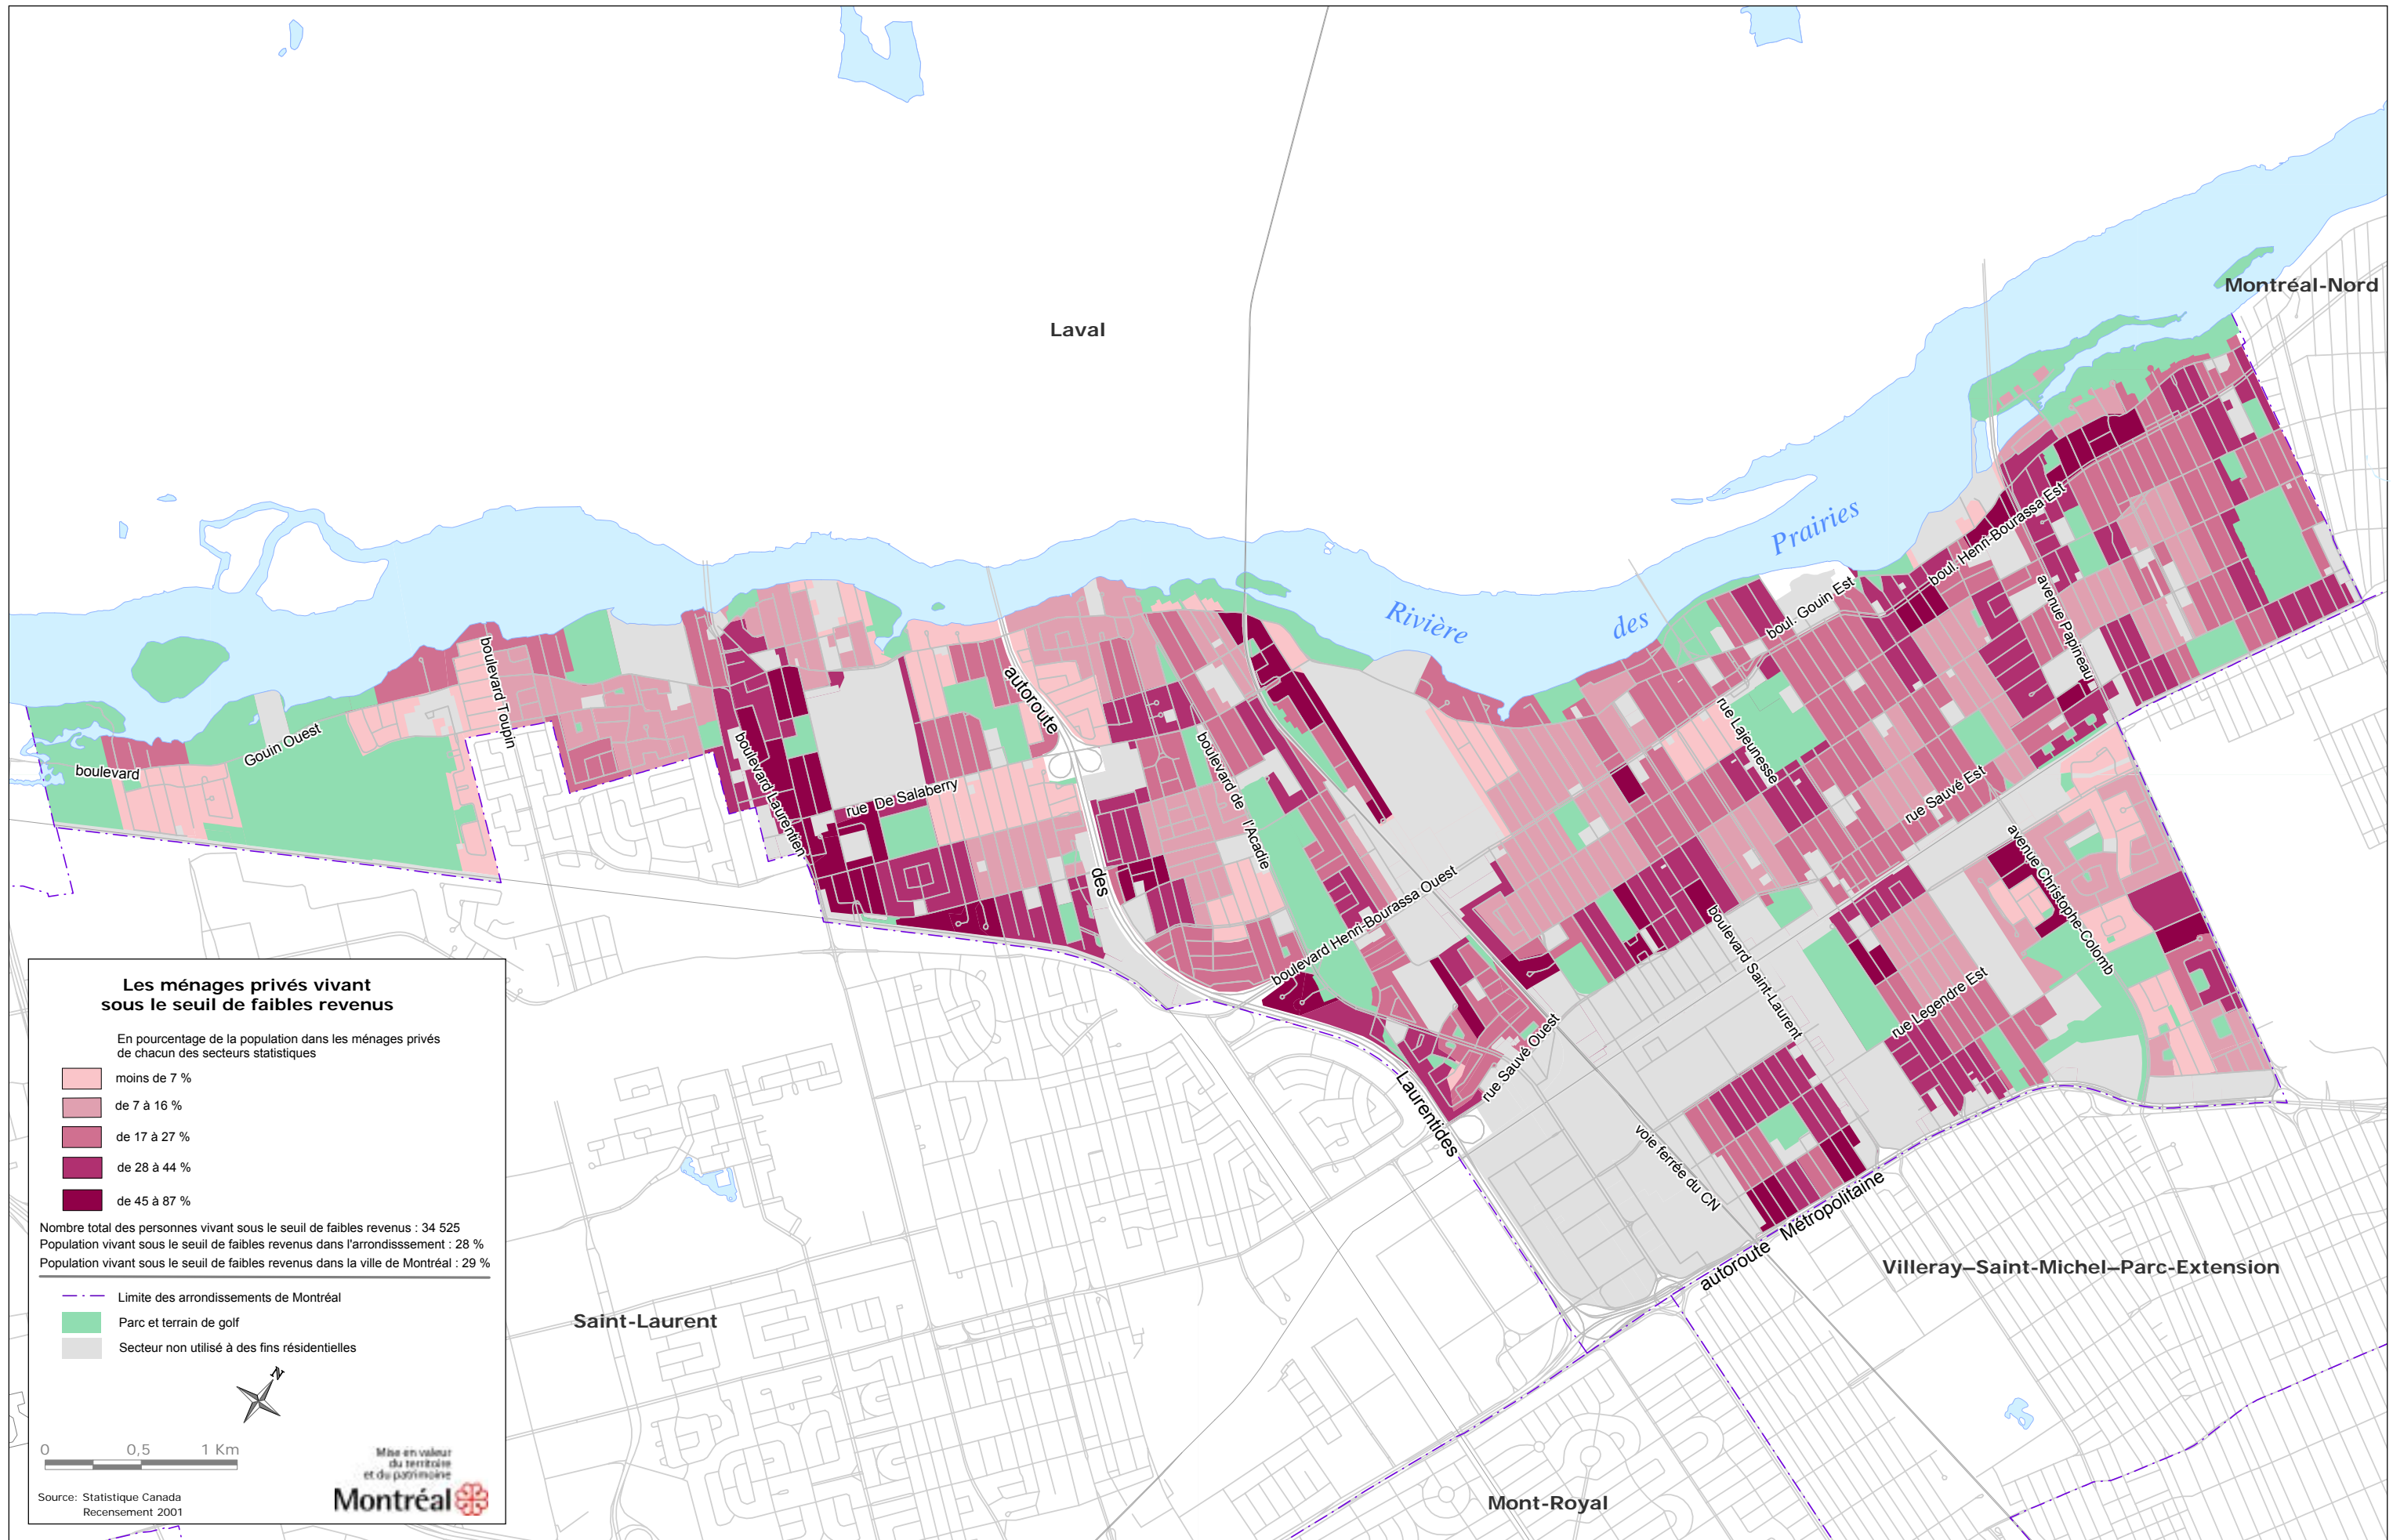 Montréal-Nord
Laval
Rivière
des
Prairies
boulevard
Gouin Ouest
boulevard Toupin
boulevard Laurentien
rue De Salaberry
autoroute
des
Laurentides
boulevard de
l'Acadie
boulevard Henri-Bourassa Ouest
rue Sauvé Ouest
boul. Gouin Est
boul. Henri-Bourassa Est
rue Lajeunesse
avenue Papineau
rue Sauvé Est
avenue Christophe-Colomb
boulevard Saint-Laurent
rue Legendre Est
voie ferrée du CN
autoroute Métropolitaine
Villeray–Saint-Michel–Parc-Extension
Saint-Laurent
Mont-Royal
Les ménages privés vivant
sous le seuil de faibles revenus
En pourcentage de la population dans les ménages privés
de chacun des secteurs statistiques
moins de 7 %
de 7 à 16 %
de 17 à 27 %
de 28 à 44 %
de 45 à 87 %
Nombre total des personnes vivant sous le seuil de faibles revenus : 34 525
Population vivant sous le seuil de faibles revenus dans l'arrondisssement : 28 %
Population vivant sous le seuil de faibles revenus dans la ville de Montréal : 29 %
Limite des arrondissements de Montréal
Parc et terrain de golf
Secteur non utilisé à des fins résidentielles
N
0 0,5 1 Km
Mise en valeur
du territoire
et du patrimoine
Montréal
Source: Statistique Canada
Recensement 2001